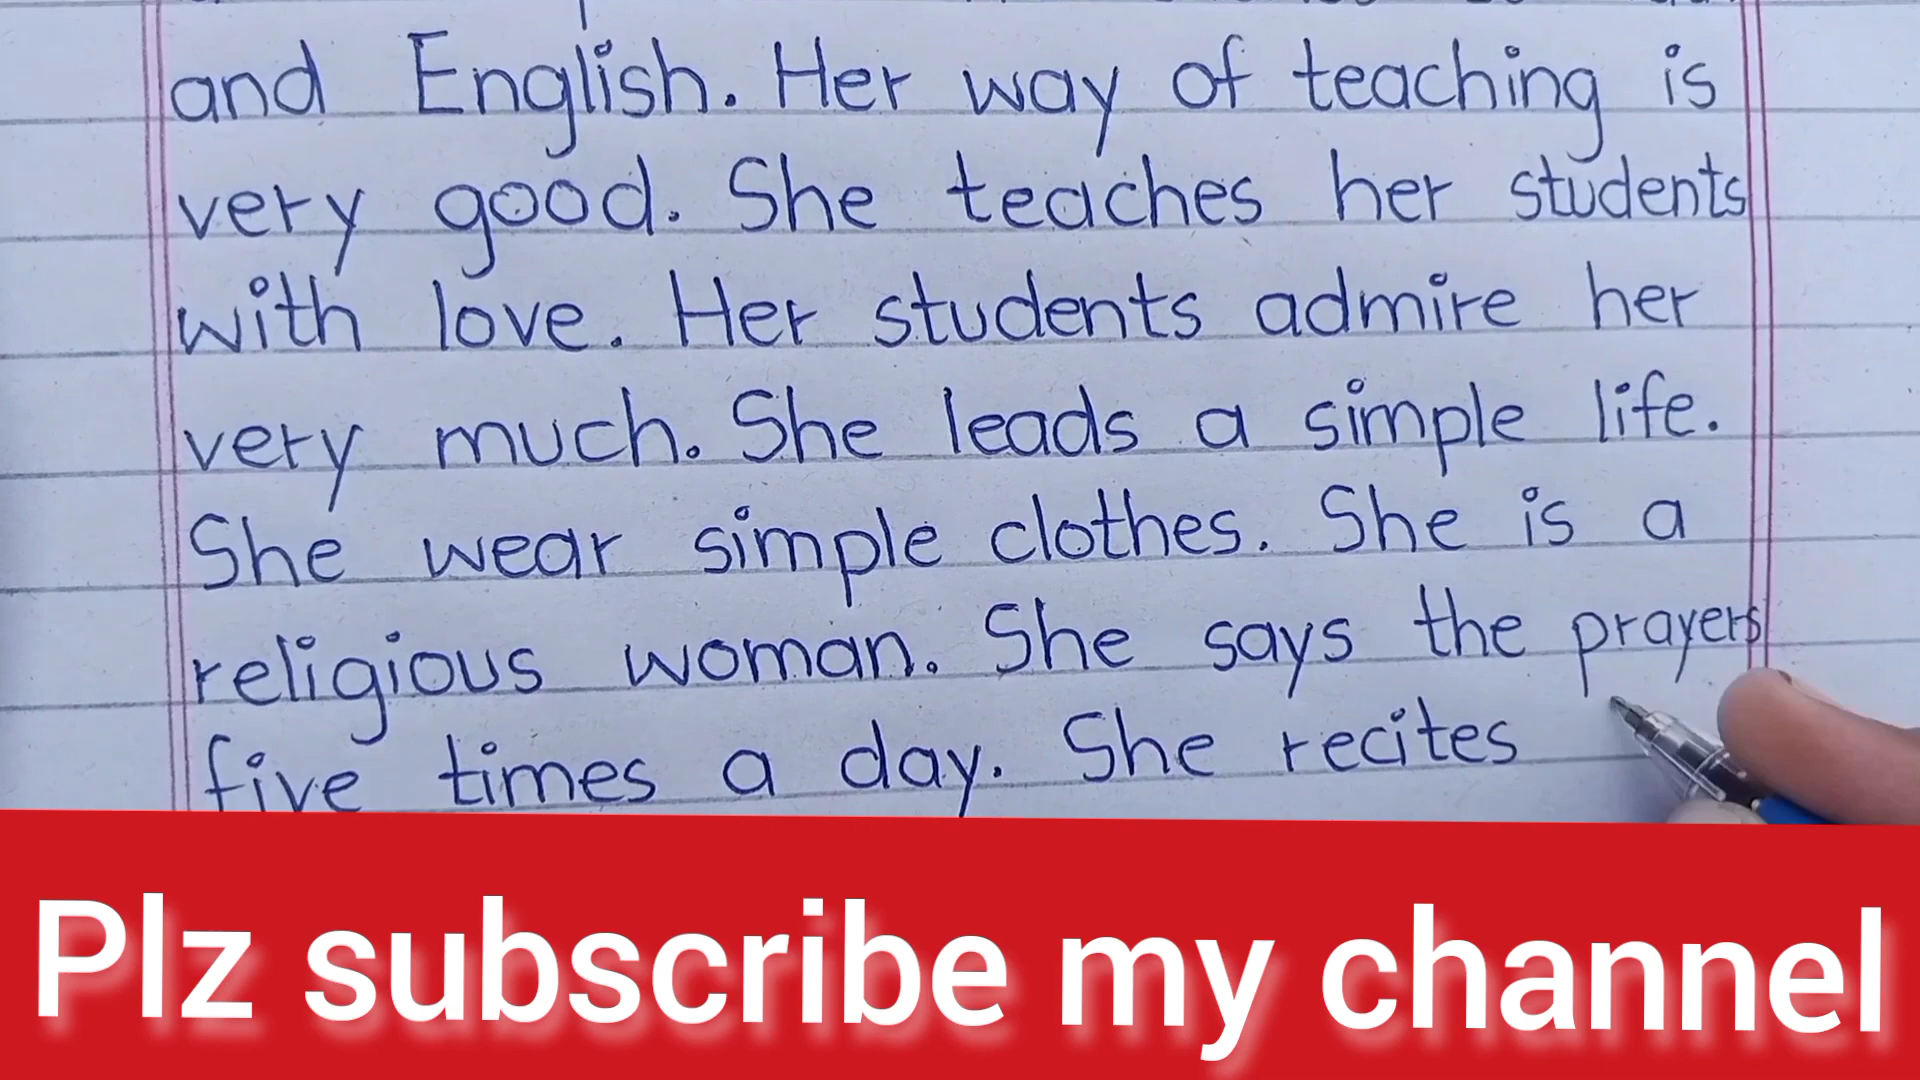 and English. Her way of teaching is
very good. She teaches her students
with love. Her students admire her
very much. She leads a simple life.
She wear simple clothes. She is a
religious woman. She says the prayers
five times a day. She recites
Plz subscribe my channel